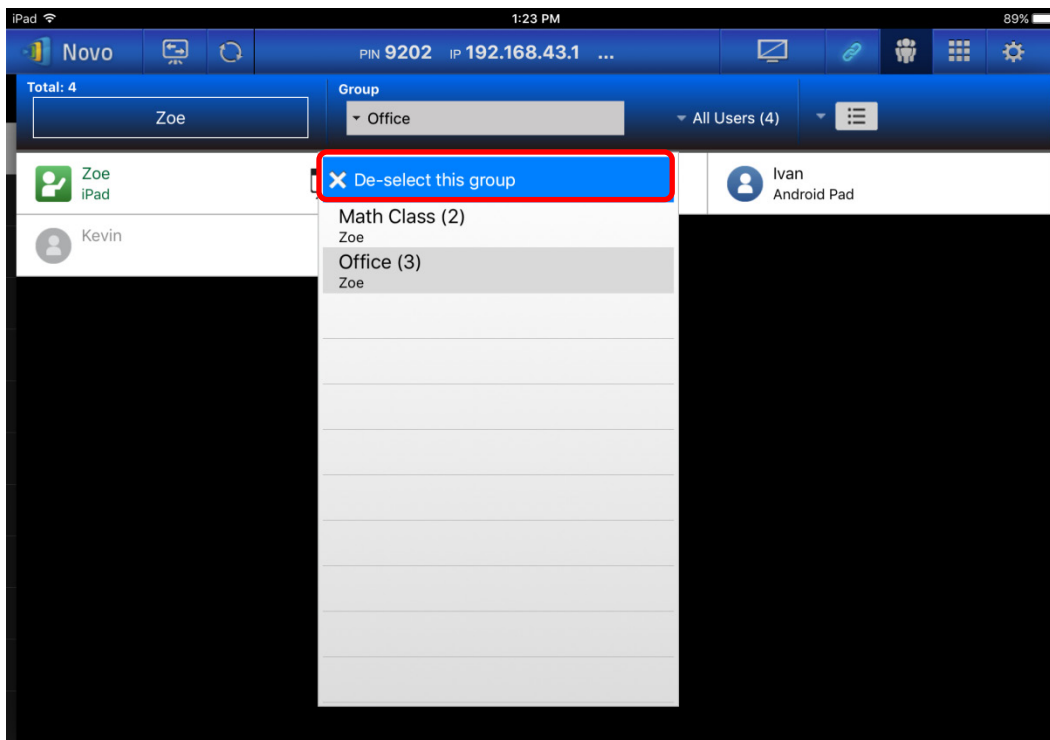 iPad 1:23 PM 89%
Novo PIN 9202 IP 192.168.43.1 ...
Total: 4
Zoe
Group
Office
All Users (4)
Zoe
iPad
Ivan
Android Pad
Kevin
De-select this group
Math Class (2)
Zoe
Office (3)
Zoe